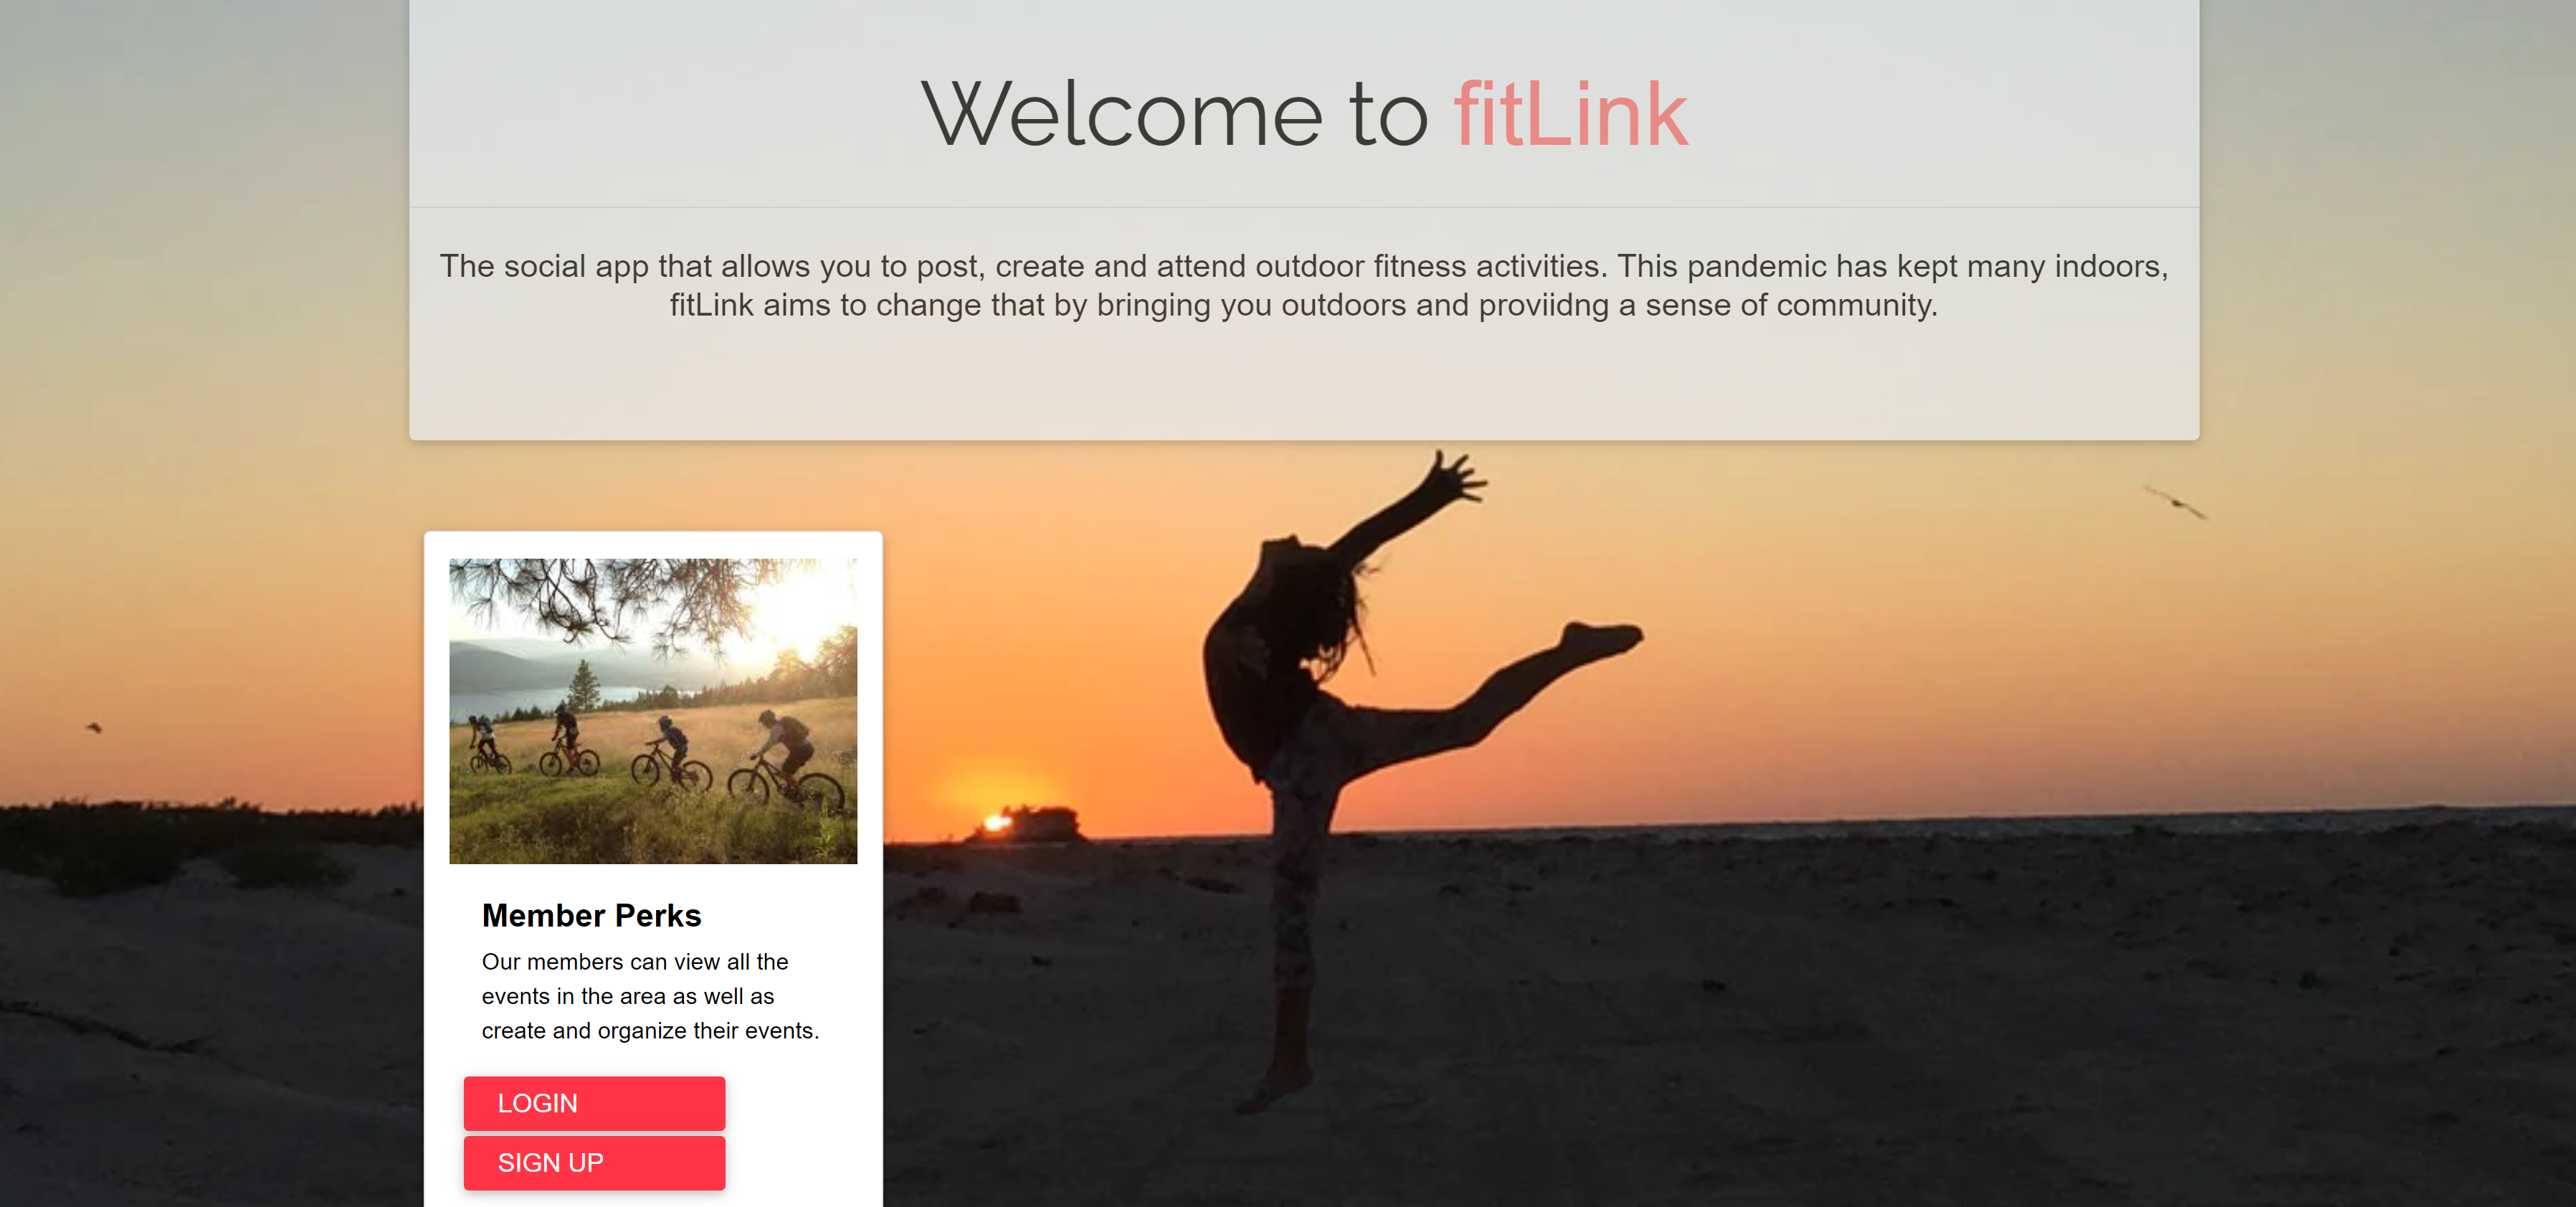 Welcome to fitLink
The social app that allows you to post, create and attend outdoor fitness activities. This pandemic has kept many indoors,
fitLink aims to change that by bringing you outdoors and proviidng a sense of community.
Member Perks
Our members can view all the
events in the area as well as
create and organize their events.
LOGIN
SIGN UP